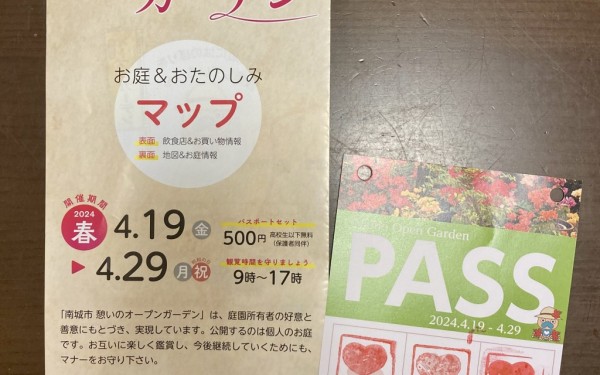 ガーデン
お庭＆おたのしみ
マップ
表面 飲食店&お買い物情報
裏面 地図&お庭情報
開催期間
2024
春
4.19 金
4.29 月 祝
パスポートセット
500円 高校生以下無料
(保護者同伴)
観覧時間を守りましょう
9時〜17時
「南城市 憩いのオープンガーデン」は、庭園所有者の好意と
善意にもとづき、実現しています。公開するのは個人のお庭
です。お互いに楽しく鑑賞し、今後継続していくためにも、
マナーをお守り下さい。
Open Garden
PASS
2024.4.19 - 4.29